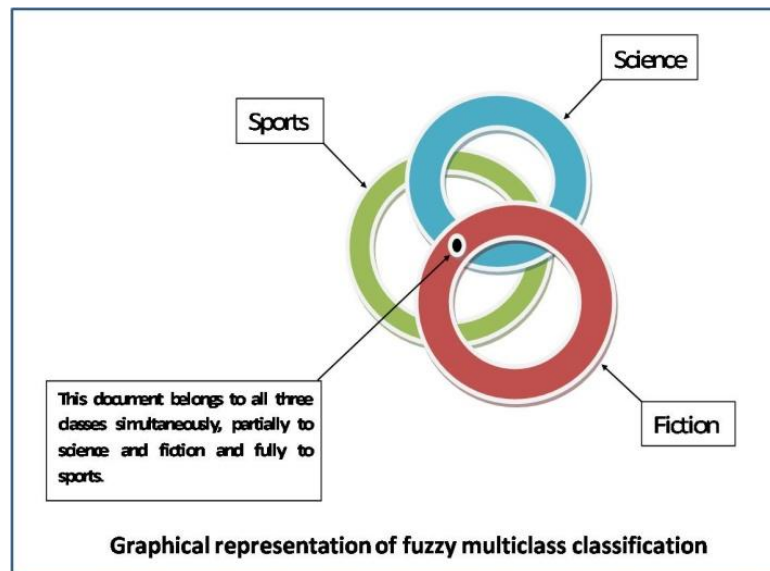 Science
Sports
This document belongs to all three
classes simultaneously, partially to
science and fiction and fully to
sports.
Fiction
Graphical representation of fuzzy multiclass classification